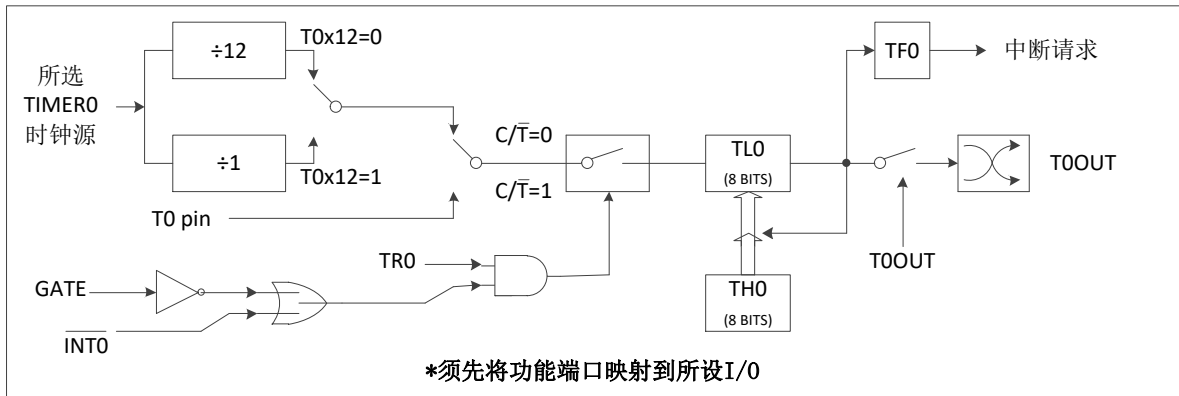 ÷12
T0x12=0
所选
TIMER0
时钟源
÷1
T0x12=1
T0 pin
C/T̅=0
C/T̅=1
TL0
(8 BITS)
TF0
中断请求
T0OUT
T0OUT
TR0
GATE
I̅N̅T̅0̅
TH0
(8 BITS)
*须先将功能端口映射到所设I/O